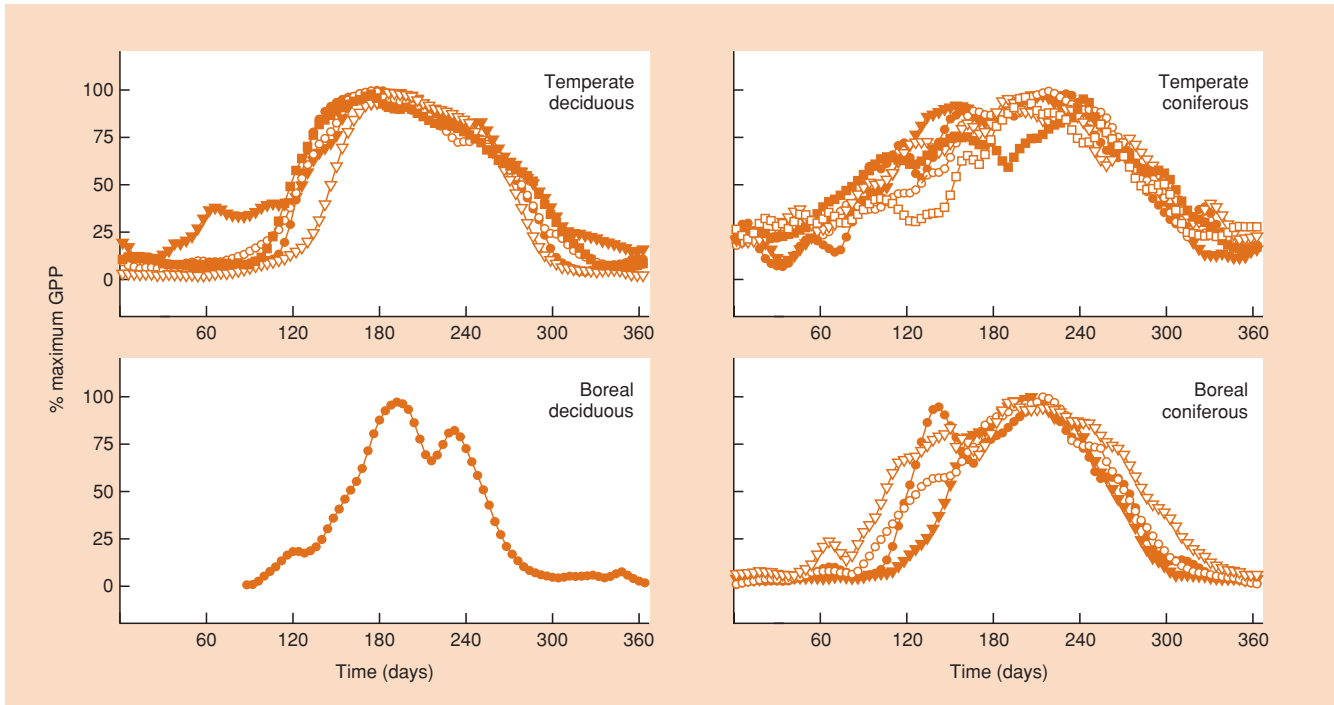 % maximum GPP
100
75
50
25
0
Temperate
deciduous
60 120 180 240 300 360
Temperate
coniferous
60 120 180 240 300 360
100
75
50
25
0
Boreal
deciduous
60 120 180 240 300 360
Time (days)
Boreal
coniferous
60 120 180 240 300 360
Time (days)